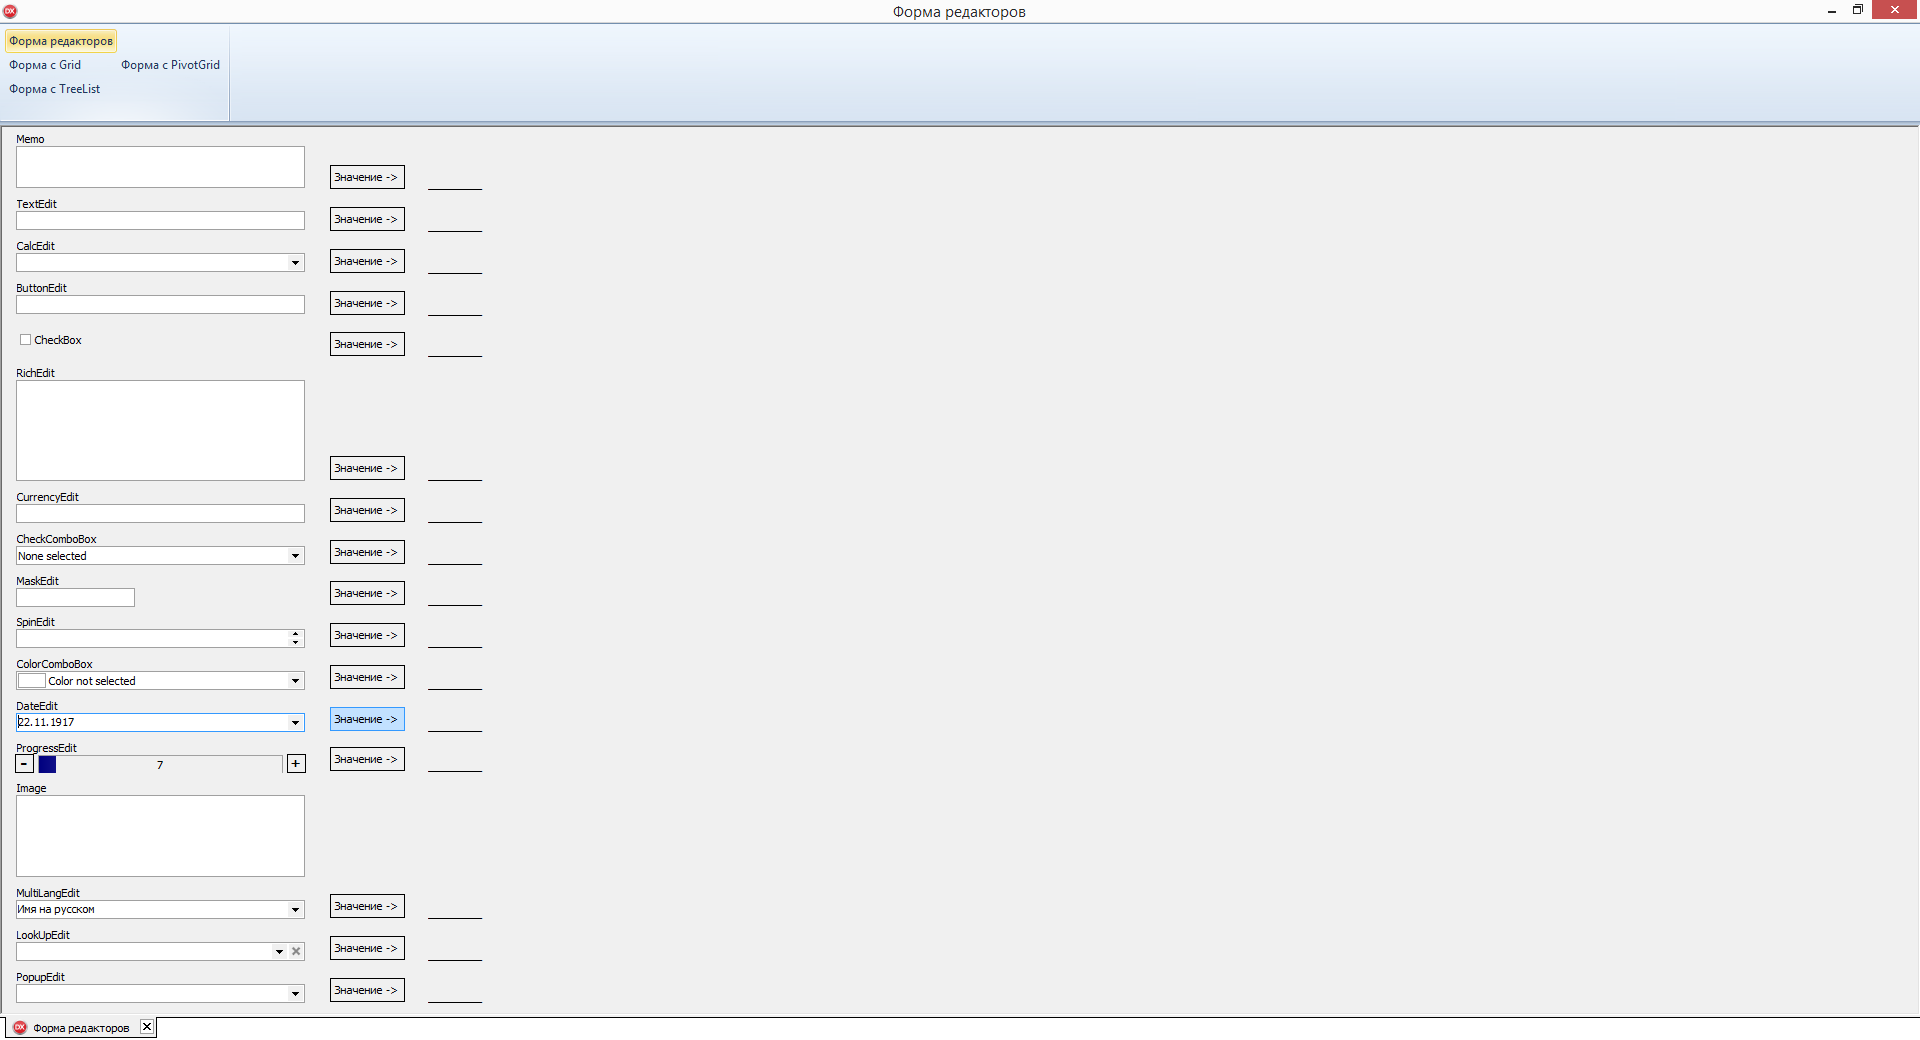 Форма редакторов
Форма редакторов
Форма с Grid Форма с PivotGrid
Форма с TreeList
Memo
Значение ->
TextEdit
Значение ->
CalcEdit
Значение ->
ButtonEdit
Значение ->
CheckBox
Значение ->
RichEdit
Значение ->
CurrencyEdit
Значение ->
CheckComboBox
None selected
Значение ->
MaskEdit
Значение ->
SpinEdit
Значение ->
ColorComboBox
Color not selected
Значение ->
DateEdit
22.11.1917
Значение ->
ProgressEdit
- 7 +
Значение ->
Image
MultiLangEdit
Имя на русском
Значение ->
LookUpEdit
Значение ->
PopupEdit
Значение ->
DX Форма редакторов